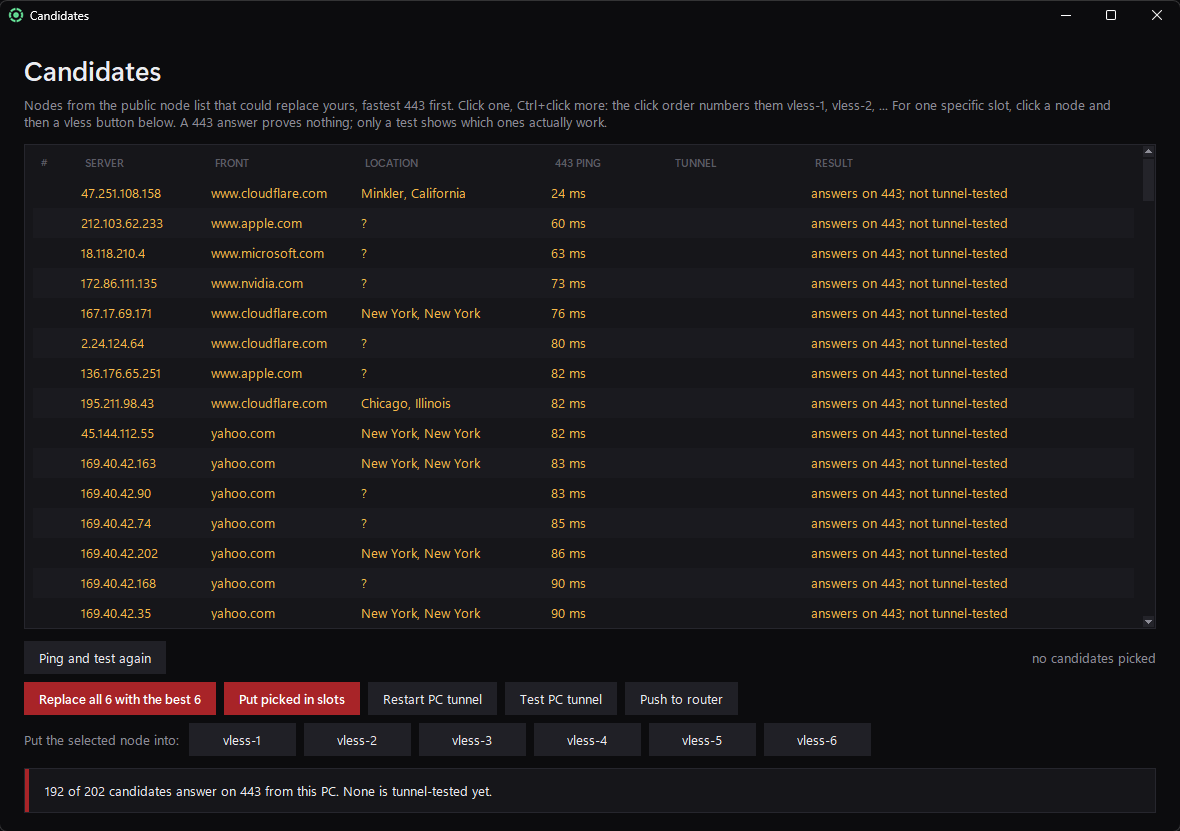 Candidates
Candidates
Nodes from the public node list that could replace yours, fastest 443 first. Click one, Ctrl+click more: the click order numbers them vless-1, vless-2, ... For one specific slot, click a node and
then a vless button below. A 443 answer proves nothing; only a test shows which ones actually work.
# SERVER FRONT LOCATION 443 PING TUNNEL RESULT
47.251.108.158 www.cloudflare.com Minkler, California 24 ms answers on 443; not tunnel-tested
212.103.62.233 www.apple.com ? 60 ms answers on 443; not tunnel-tested
18.118.210.4 www.microsoft.com ? 63 ms answers on 443; not tunnel-tested
172.86.111.135 www.nvidia.com ? 73 ms answers on 443; not tunnel-tested
167.17.69.171 www.cloudflare.com New York, New York 76 ms answers on 443; not tunnel-tested
2.24.124.64 www.cloudflare.com ? 80 ms answers on 443; not tunnel-tested
136.176.65.251 www.apple.com ? 82 ms answers on 443; not tunnel-tested
195.211.98.43 www.cloudflare.com Chicago, Illinois 82 ms answers on 443; not tunnel-tested
45.144.112.55 yahoo.com New York, New York 82 ms answers on 443; not tunnel-tested
169.40.42.163 yahoo.com New York, New York 83 ms answers on 443; not tunnel-tested
169.40.42.90 yahoo.com ? 83 ms answers on 443; not tunnel-tested
169.40.42.74 yahoo.com ? 85 ms answers on 443; not tunnel-tested
169.40.42.202 yahoo.com New York, New York 86 ms answers on 443; not tunnel-tested
169.40.42.168 yahoo.com ? 90 ms answers on 443; not tunnel-tested
169.40.42.35 yahoo.com New York, New York 90 ms answers on 443; not tunnel-tested
Ping and test again no candidates picked
Replace all 6 with the best 6 Put picked in slots Restart PC tunnel Test PC tunnel Push to router
Put the selected node into: vless-1 vless-2 vless-3 vless-4 vless-5 vless-6
192 of 202 candidates answer on 443 from this PC. None is tunnel-tested yet.